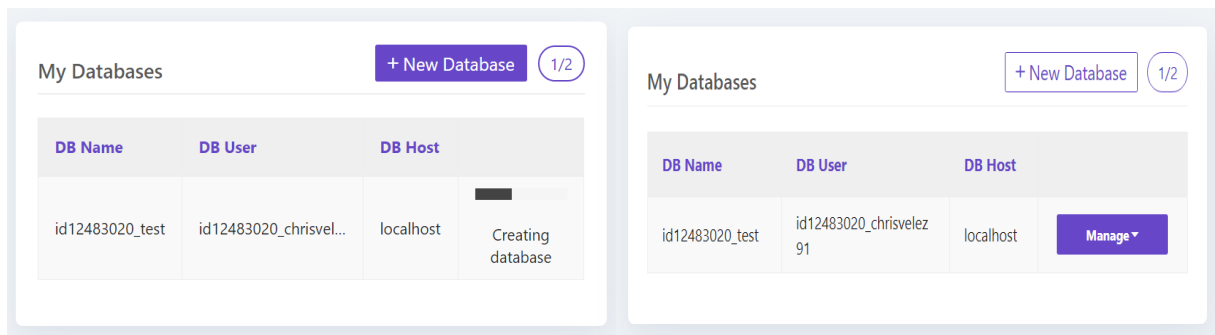 My Databases
+ New Database
1/2
DB Name DB User DB Host
id12483020_test id12483020_chrisvel... localhost
Creating
database
My Databases
+ New Database
1/2
DB Name DB User DB Host
id12483020_test id12483020_chrisvelez
91 localhost Manage